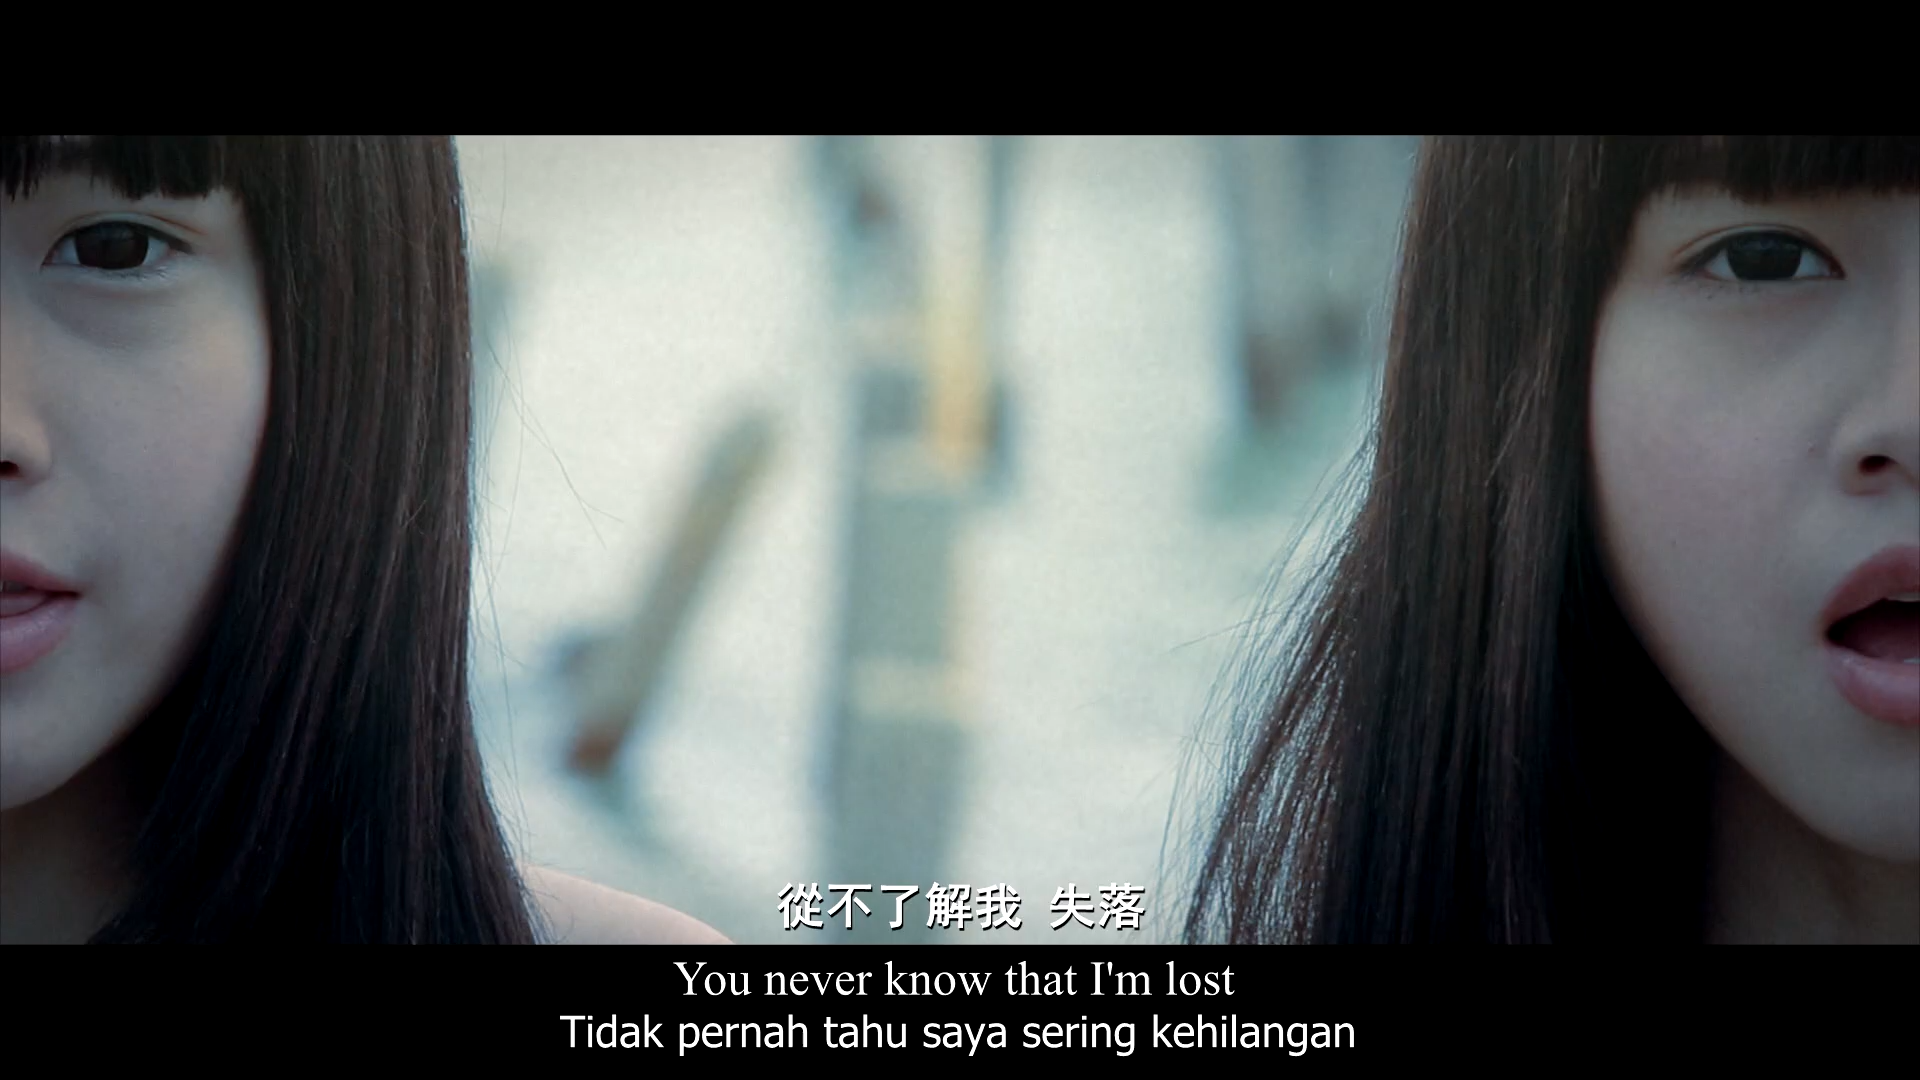 從不了解我 失落
You never know that I'm lost
Tidak pernah tahu saya sering kehilangan